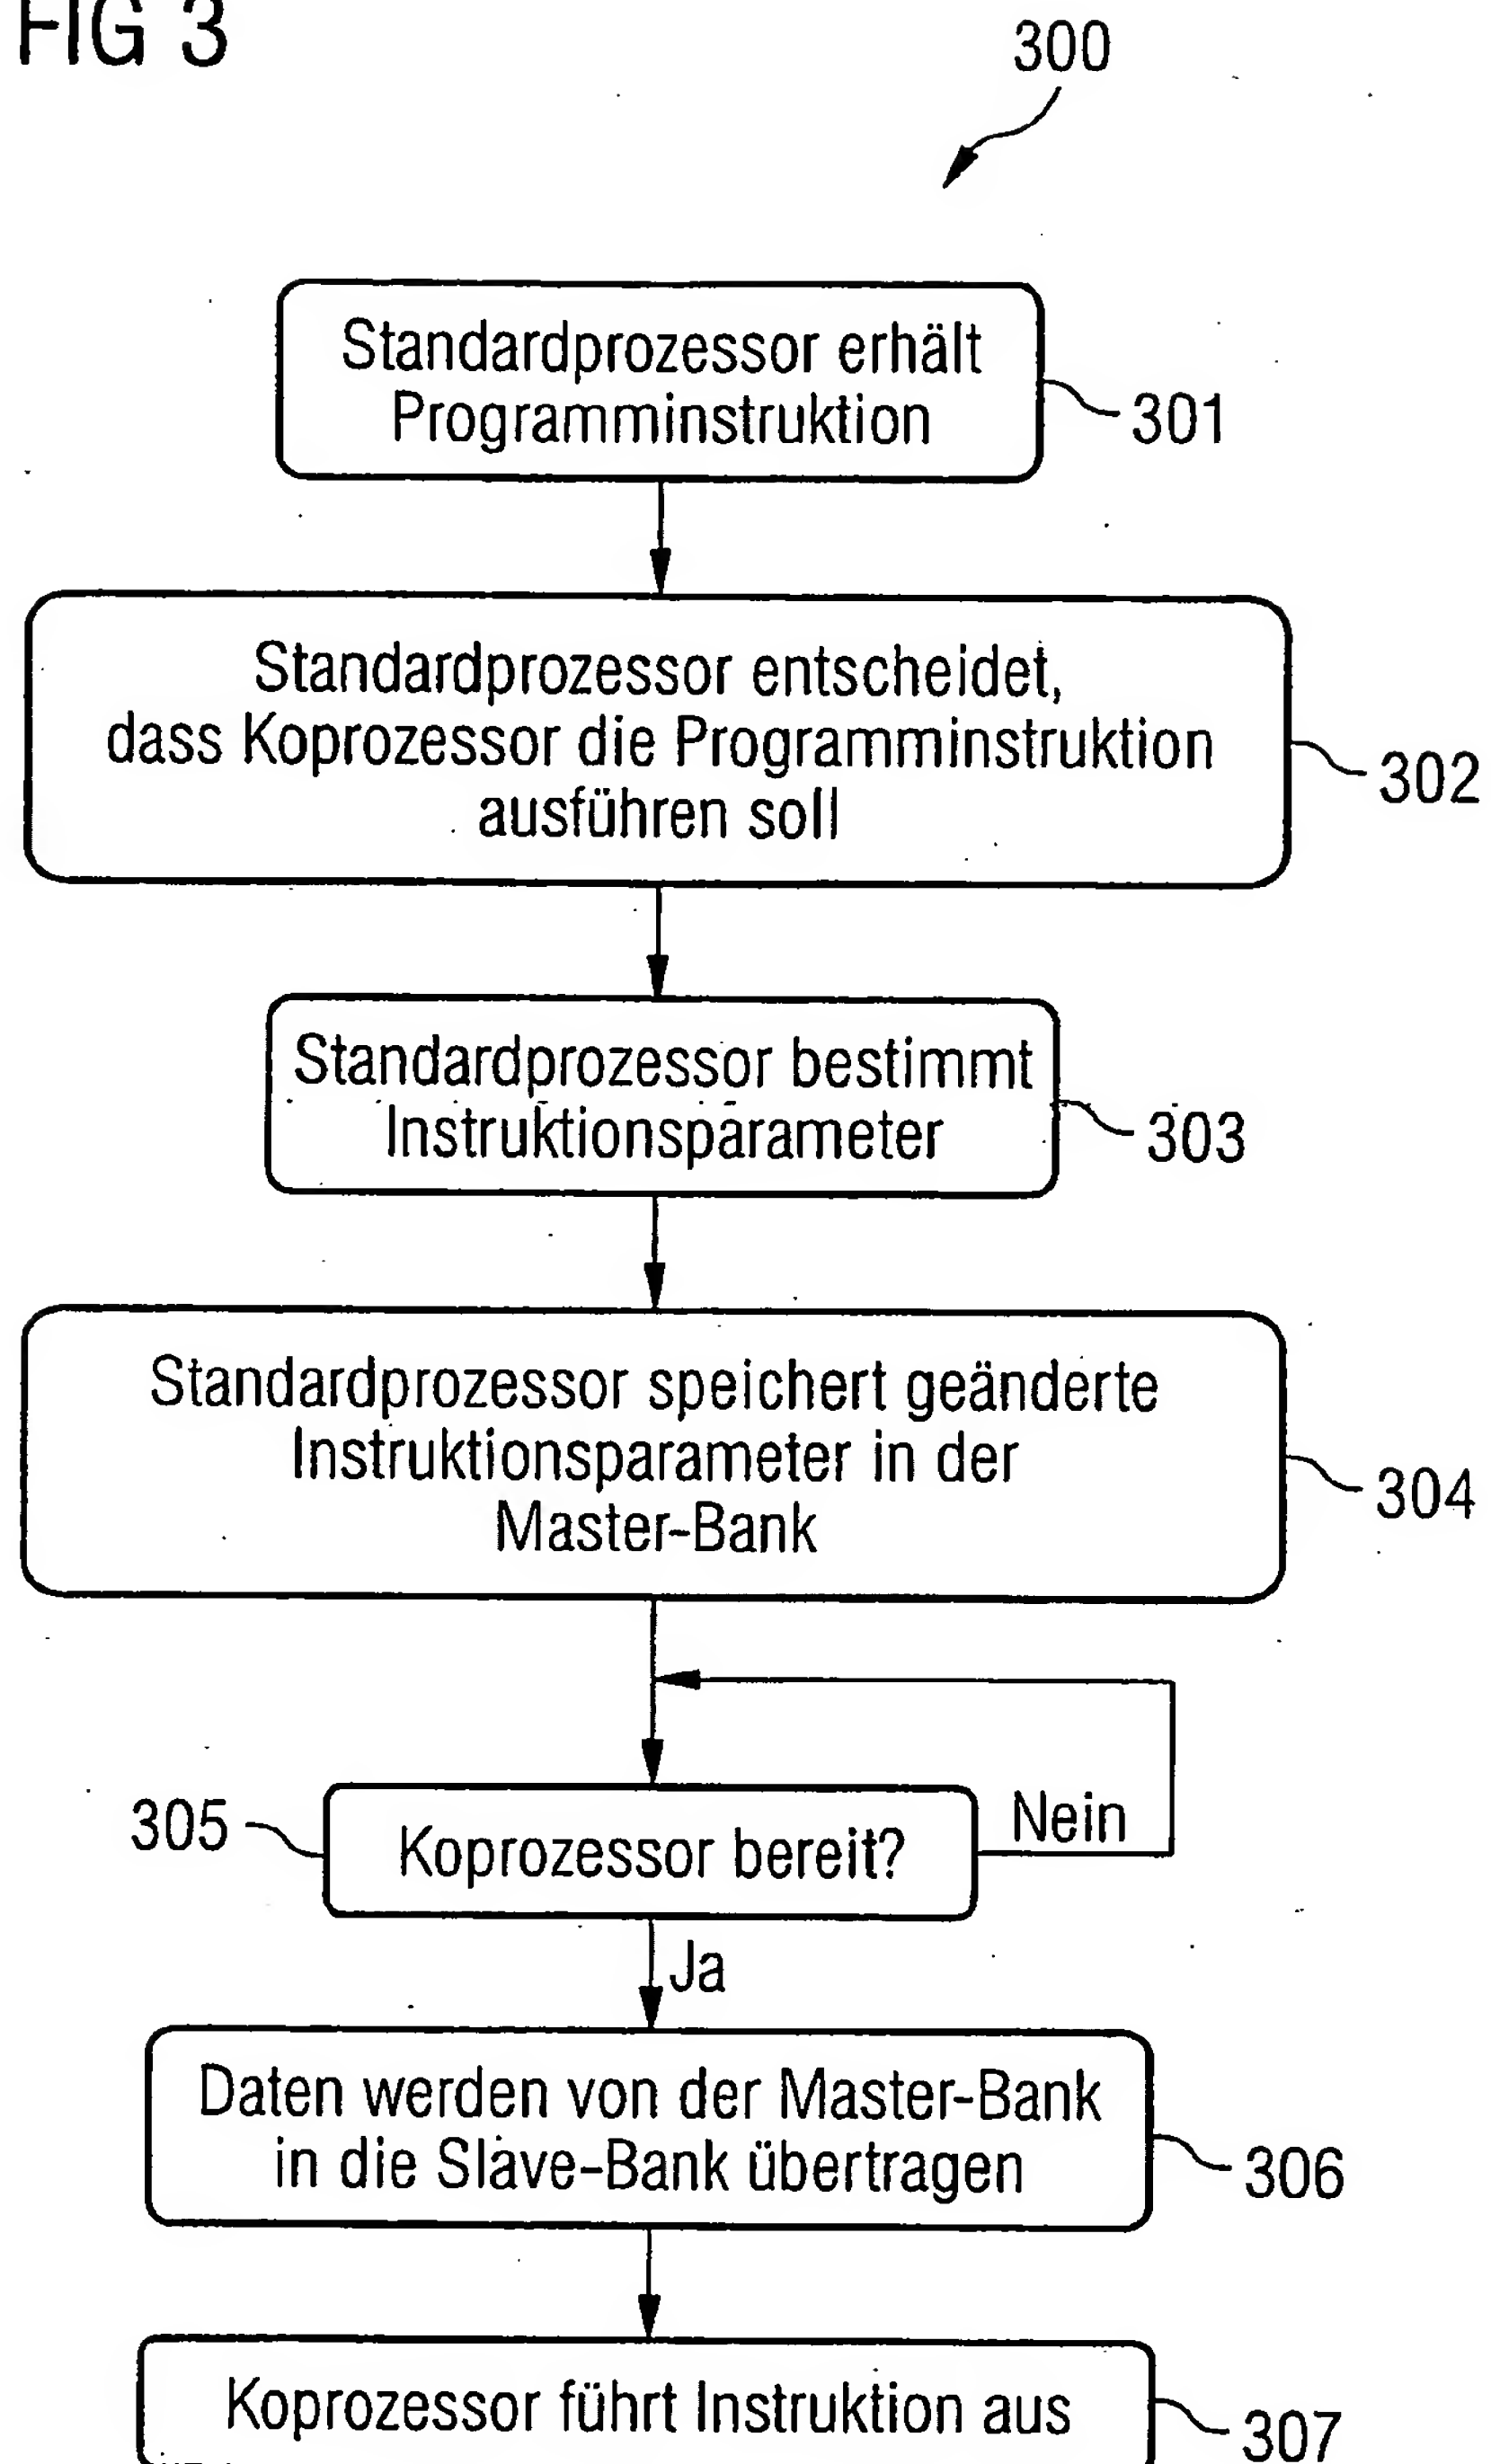 FIG 3
300
Standardprozessor erhält
Programminstruktion
301
Standardprozessor entscheidet,
dass Koprozessor die Programminstruktion
ausführen soll
302
Standardprozessor bestimmt
Instruktionsparameter
303
Standardprozessor speichert geänderte
Instruktionsparameter in der
Master-Bank
304
305
Koprozessor bereit?
Nein
Ja
Daten werden von der Master-Bank
in die Slave-Bank übertragen
306
Koprozessor führt Instruktion aus
307